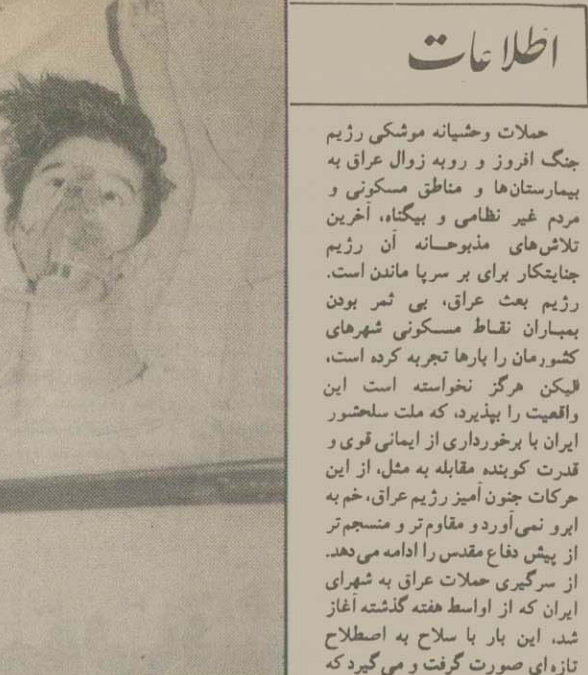 اطلاعات
حملات وحشیانه موشکی رژیم
جنگ افروز و روبه زوال عراق به
بیمارستان‌ها و مناطق مسکونی و
مردم غیر نظامی و بیگناه، آخرین
تلاش‌های مذبوحانه آن رژیم
جنایتکار برای بر سرپا ماندن است.
رژیم بعث عراق، بی ثمر بودن
بمباران نقاط مسکونی شهرهای
کشورمان را بارها تجربه کرده است،
لیکن هرگز نخواسته است این
واقعیت را بپذیرد، که ملت سلحشور
ایران با برخورداری از ایمانی قوی و
قدرت کوبنده مقابله به مثل، از این
حرکات جنون آمیز رژیم عراق، خم به
ابرو نمی‌آورد و مقاوم تر و منسجم تر
از پیش دفاع مقدس را ادامه می‌دهد.
از سرگیری حملات عراق به شهرای
ایران که از اواسط هفته گذشته آغاز
شد، این بار با سلاح به اصطلاح
تازه‌ای صورت گرفت و می گیرد که